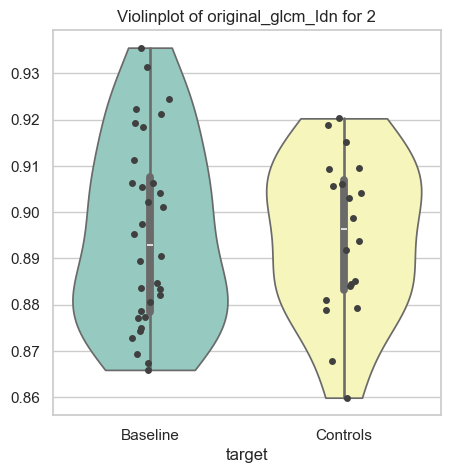 Violinplot of original_glcm_Idn for 2
0.93
0.92
0.91
0.90
0.89
0.88
0.87
0.86
Baseline
Controls
target